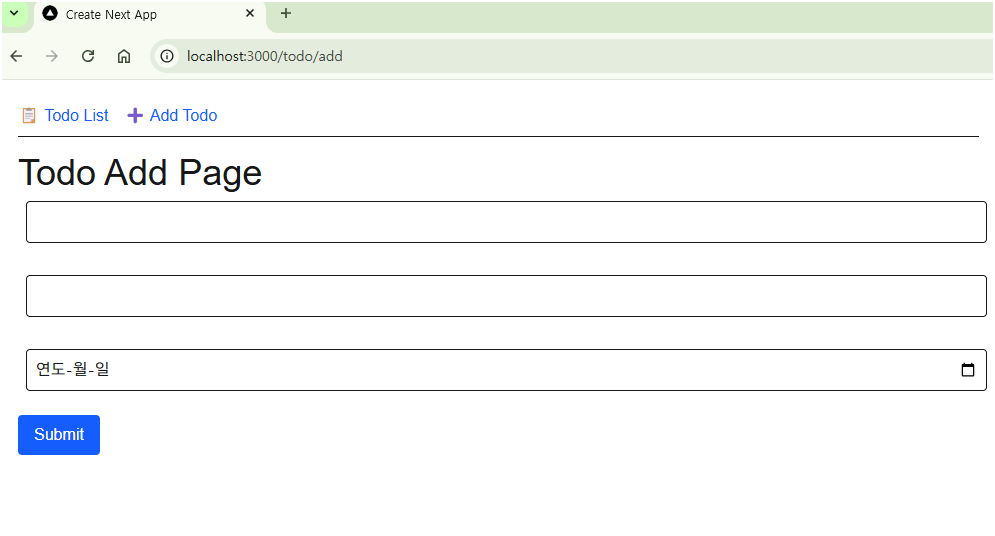 Create Next App
localhost:3000/todo/add
Todo List Add Todo
Todo Add Page
연도-월-일
Submit